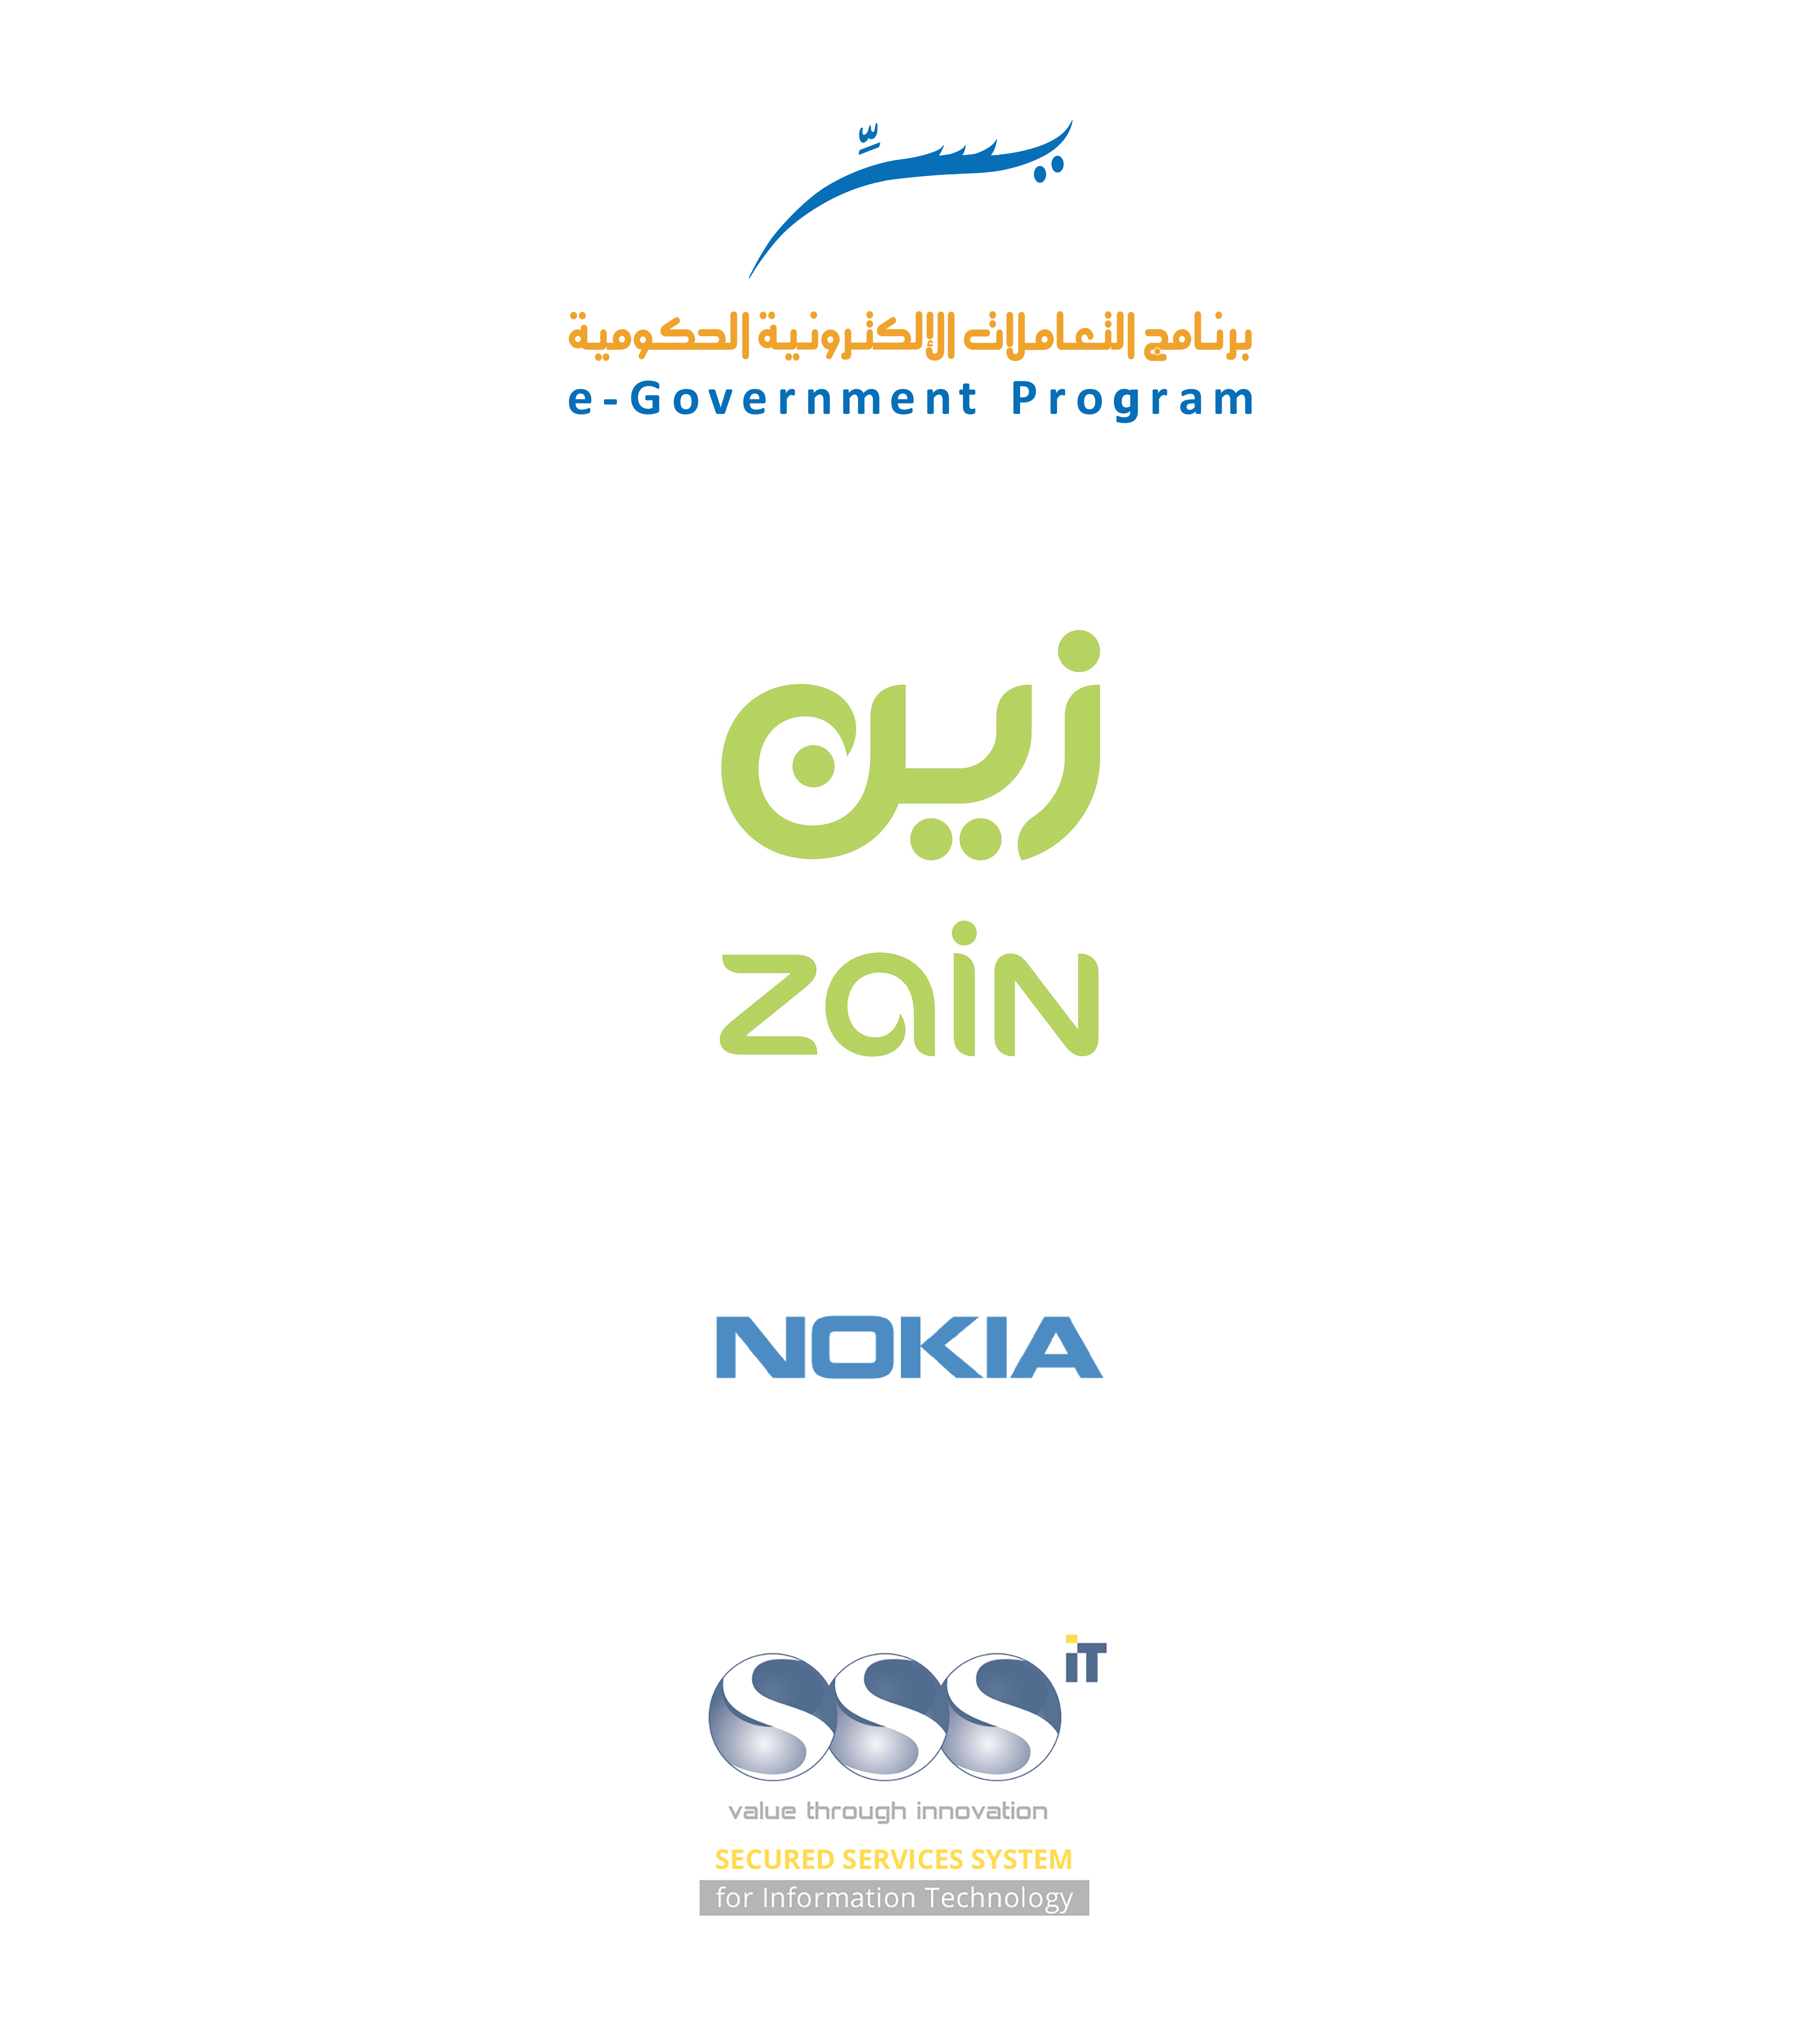 يسِّر
برنامج التعاملات الإلكترونية الحكومية
e-Government Program
زين
zain
NOKIA
SSS iT
value through innovation
SECURED SERVICES SYSTEM
for Information Technology